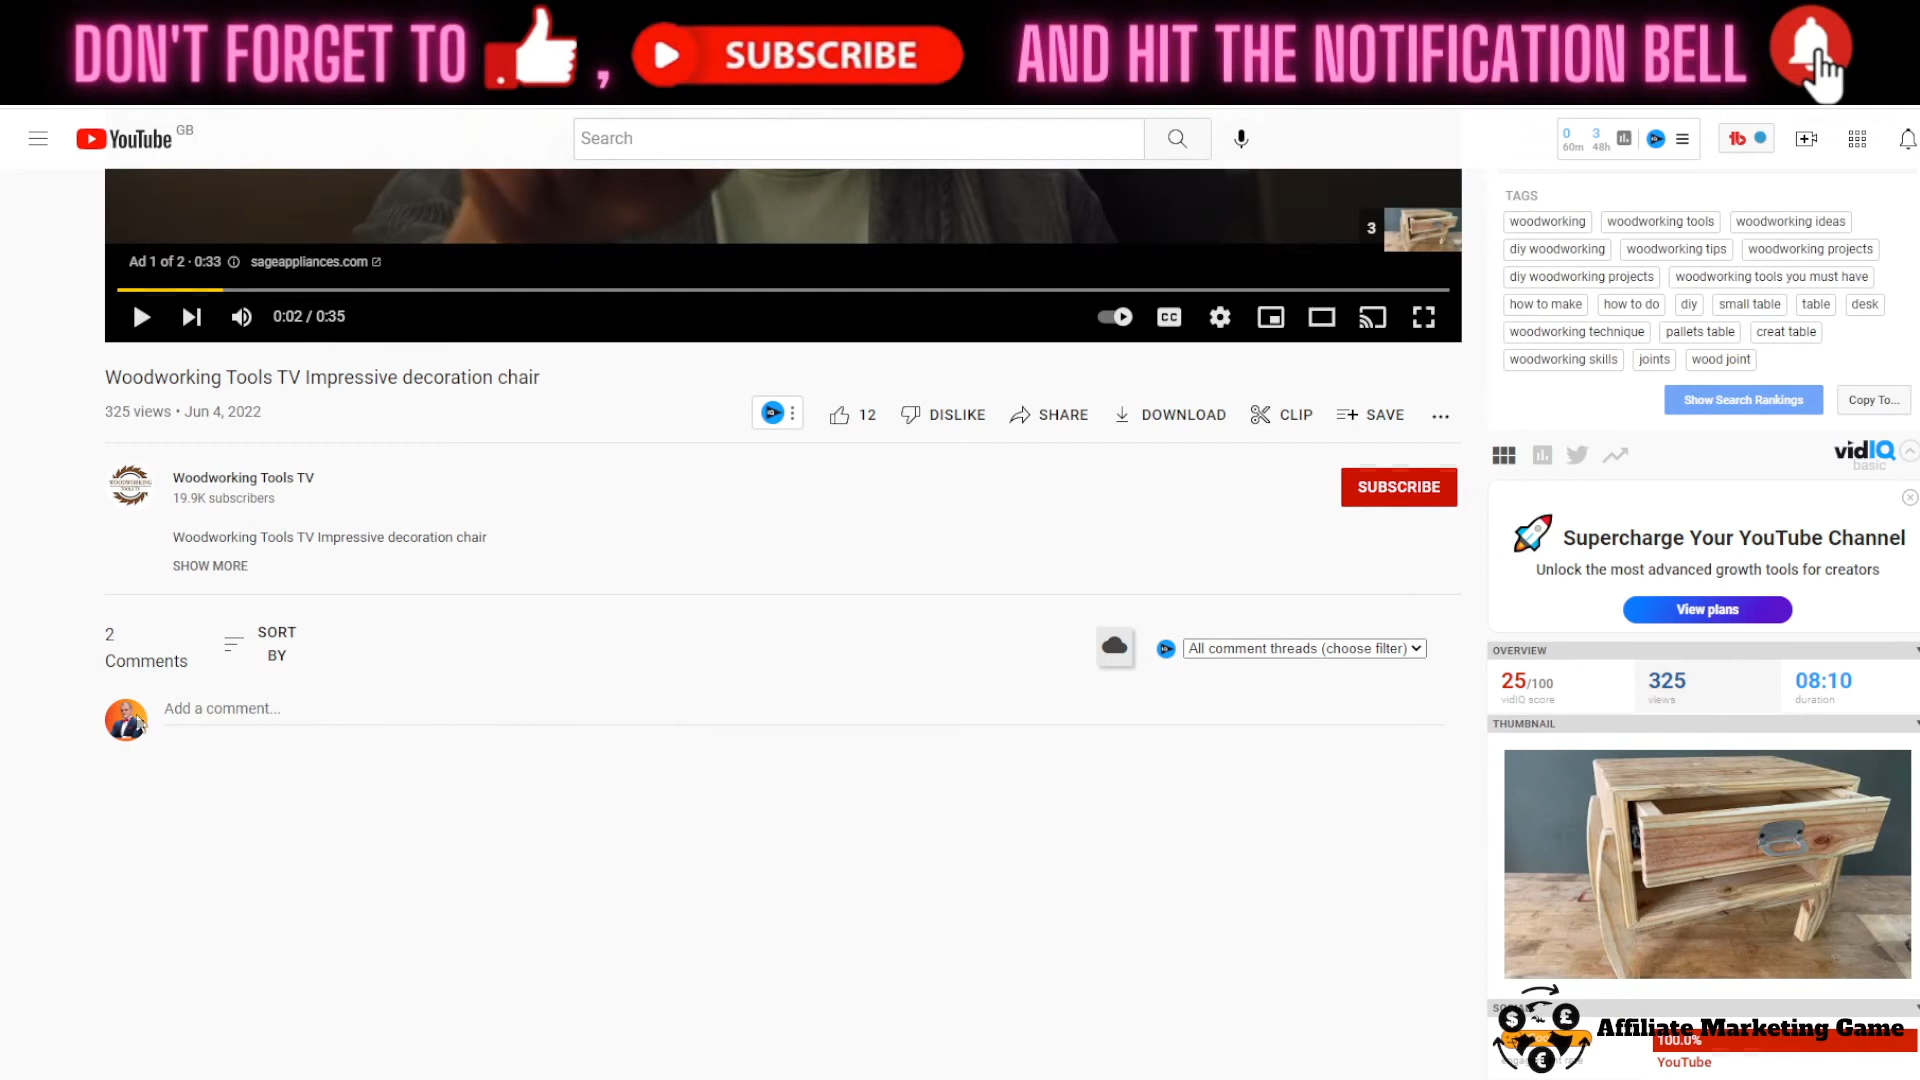 DON'T FORGET TO , SUBSCRIBE AND HIT THE NOTIFICATION BELL
YouTube GB
Search
0 3
60m 48h
TAGS
woodworking woodworking tools woodworking ideas
diy woodworking woodworking tips woodworking projects
diy woodworking projects woodworking tools you must have
how to make how to do diy small table table desk
woodworking technique pallets table creat table
woodworking skills joints wood joint
Show Search Rankings Copy To...
3
Ad 1 of 2 · 0:33 sageappliances.com
0:02 / 0:35
CC
Woodworking Tools TV Impressive decoration chair
325 views • Jun 4, 2022
12 DISLIKE SHARE DOWNLOAD CLIP SAVE
WOODWORKING
TOOLS TV
Woodworking Tools TV
19.9K subscribers
SUBSCRIBE
Woodworking Tools TV Impressive decoration chair
SHOW MORE
2
Comments
SORT
BY
All comment threads (choose filter)
Add a comment...
vidIQ
basic
Supercharge Your YouTube Channel
Unlock the most advanced growth tools for creators
View plans
OVERVIEW
25/100 325 08:10
vidIQ score views duration
THUMBNAIL
Affiliate Marketing Game
100.0%
YouTube